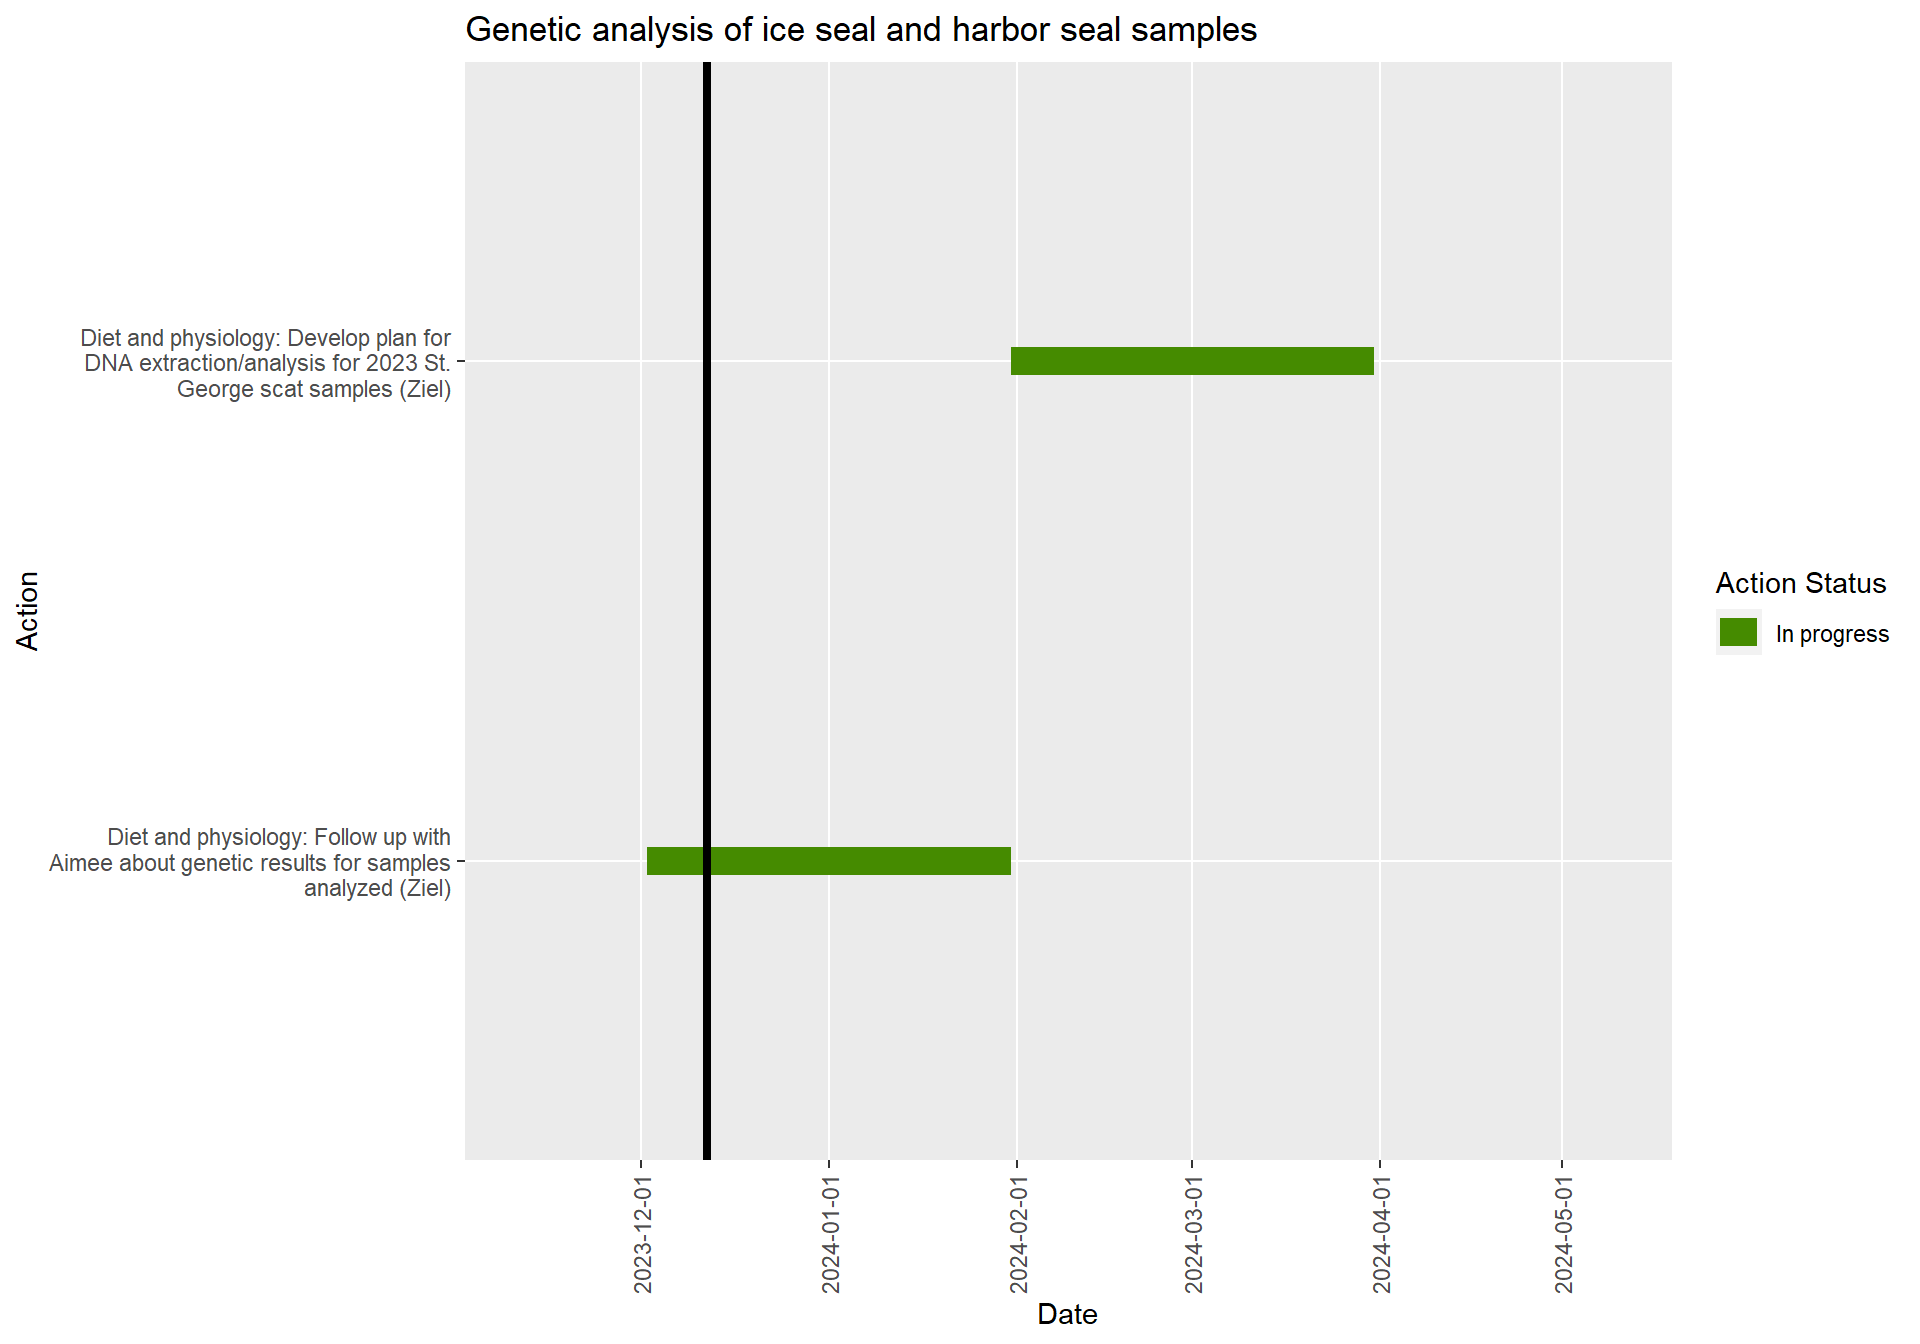 Genetic analysis of ice seal and harbor seal samples
Action
Diet and physiology: Develop plan for
DNA extraction/analysis for 2023 St.
George scat samples (Ziel)
Diet and physiology: Follow up with
Aimee about genetic results for samples
analyzed (Ziel)
2023-12-01
2024-01-01
2024-02-01
2024-03-01
2024-04-01
2024-05-01
Date
Action Status
In progress